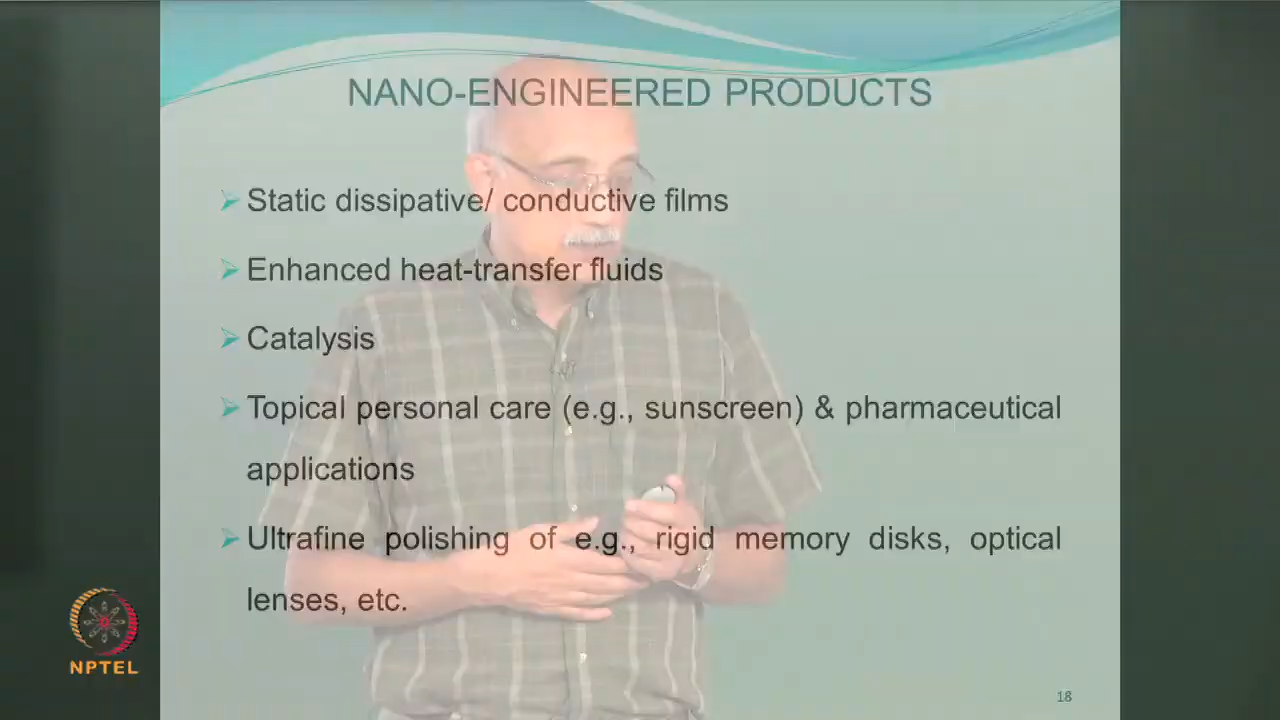 NANO-ENGINEERED PRODUCTS
Static dissipative/ conductive films
Enhanced heat-transfer fluids
Catalysis
Topical personal care (e.g., sunscreen) & pharmaceutical
applications
Ultrafine polishing of e.g., rigid memory disks, optical
lenses, etc.
NPTEL
18